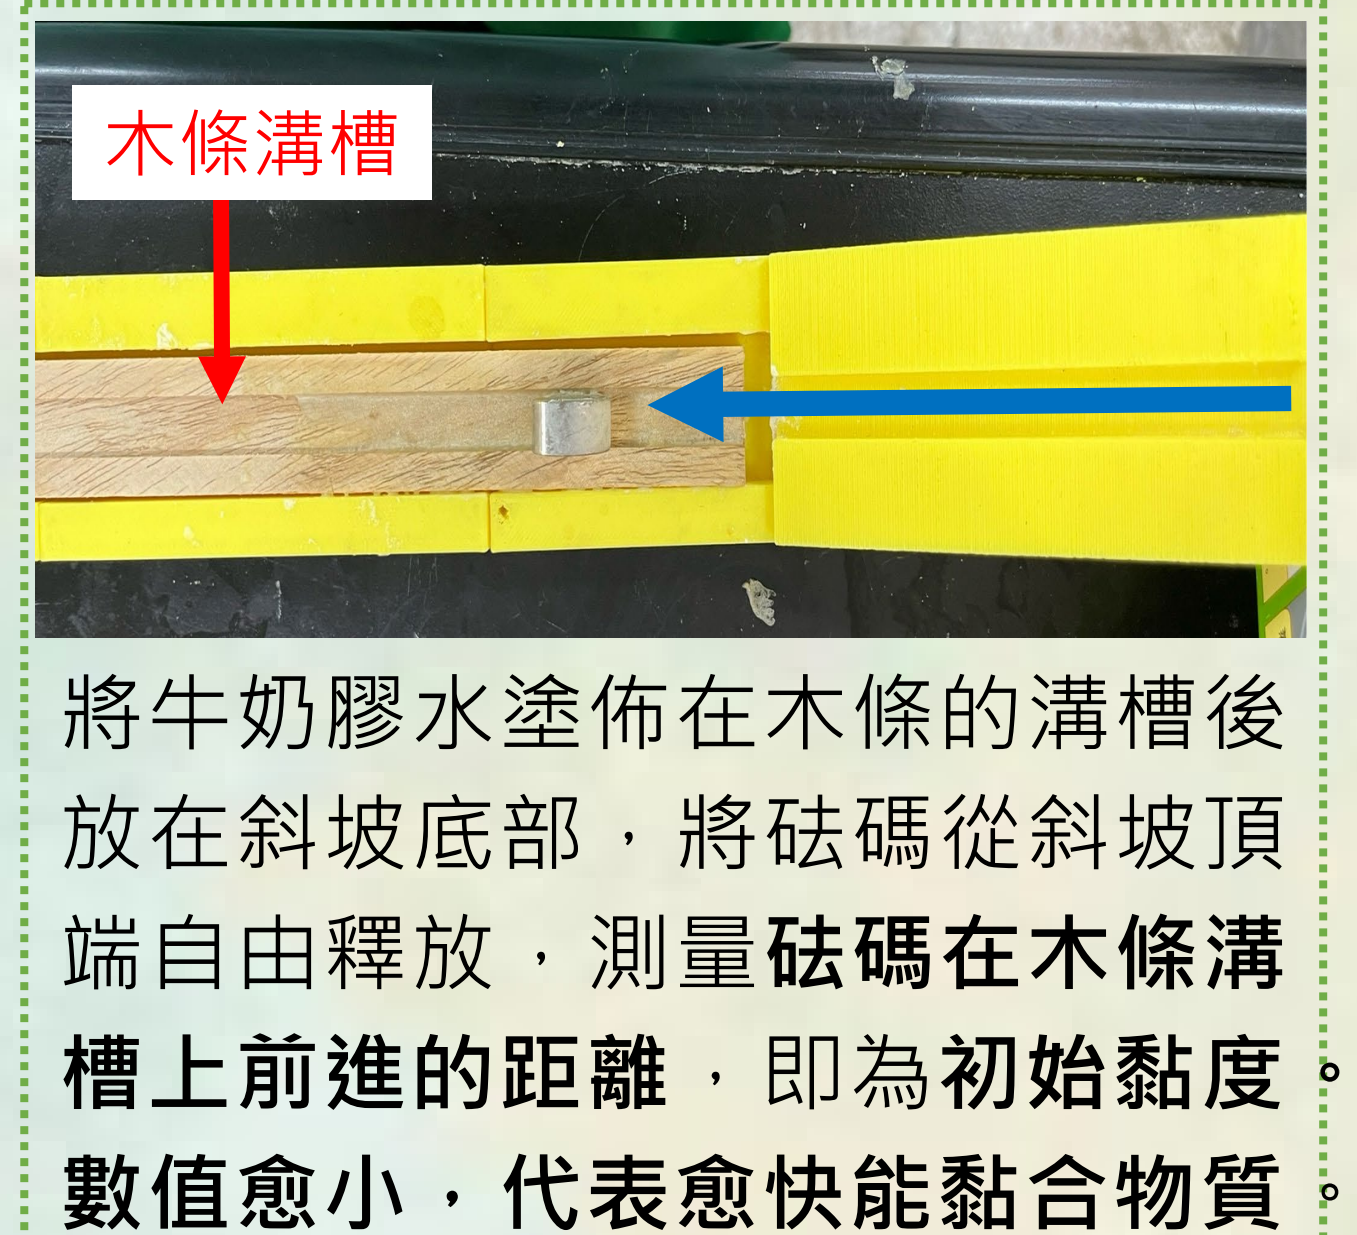 木條溝槽
將牛奶膠水塗佈在木條的溝槽後
放在斜坡底部，將砝碼從斜坡頂
端自由釋放，測量砝碼在木條溝
槽上前進的距離，即為初始黏度。
數值愈小，代表愈快能黏合物質。